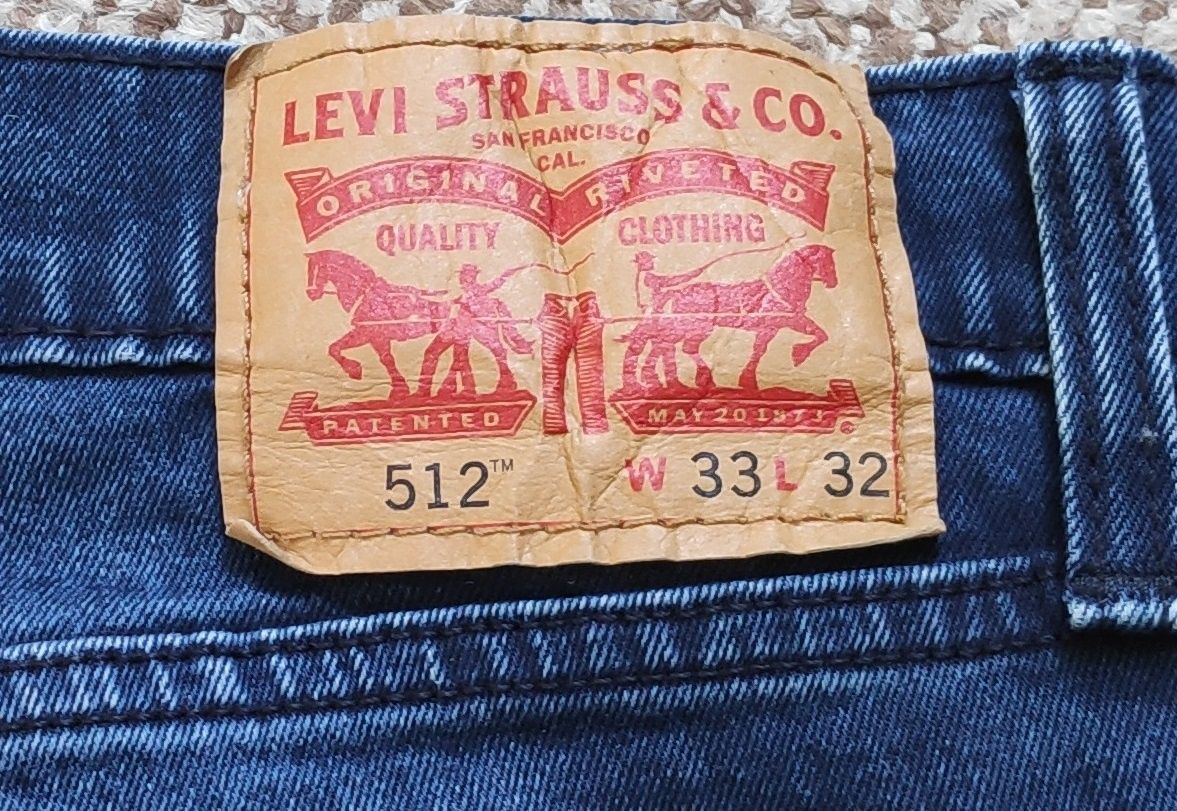 LEVI STRAUSS & CO.
SAN FRANCISCO
CAL.
ORIGINAL RIVETED
QUALITY CLOTHING
PATENTED MAY 20 1873 ®
512™ W 33 L 32